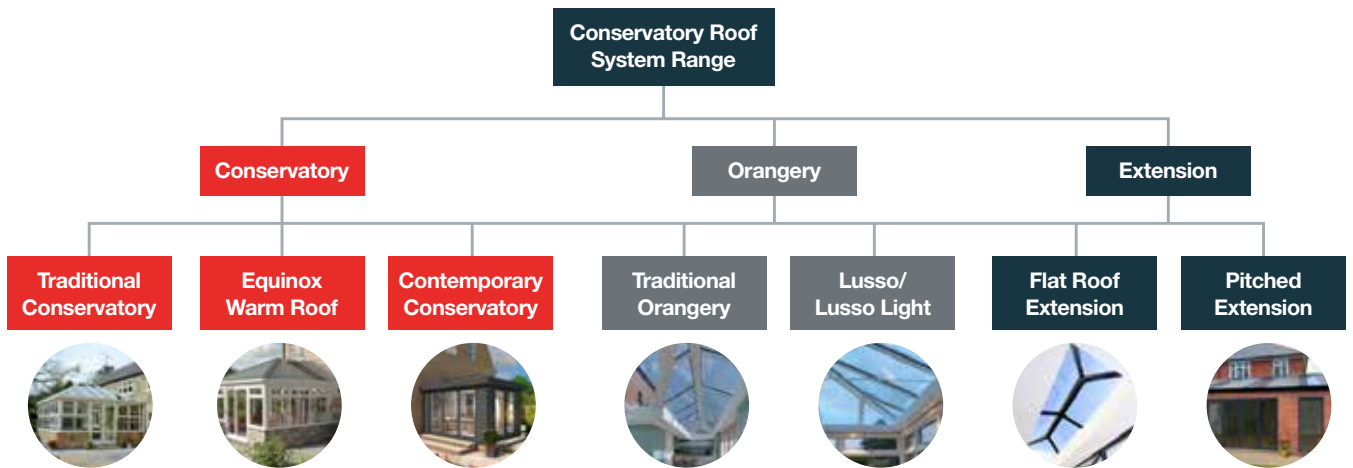 Conservatory Roof
System Range
Conservatory
Orangery
Extension
Traditional
Conservatory
Equinox
Warm Roof
Contemporary
Conservatory
Traditional
Orangery
Lusso/
Lusso Light
Flat Roof
Extension
Pitched
Extension